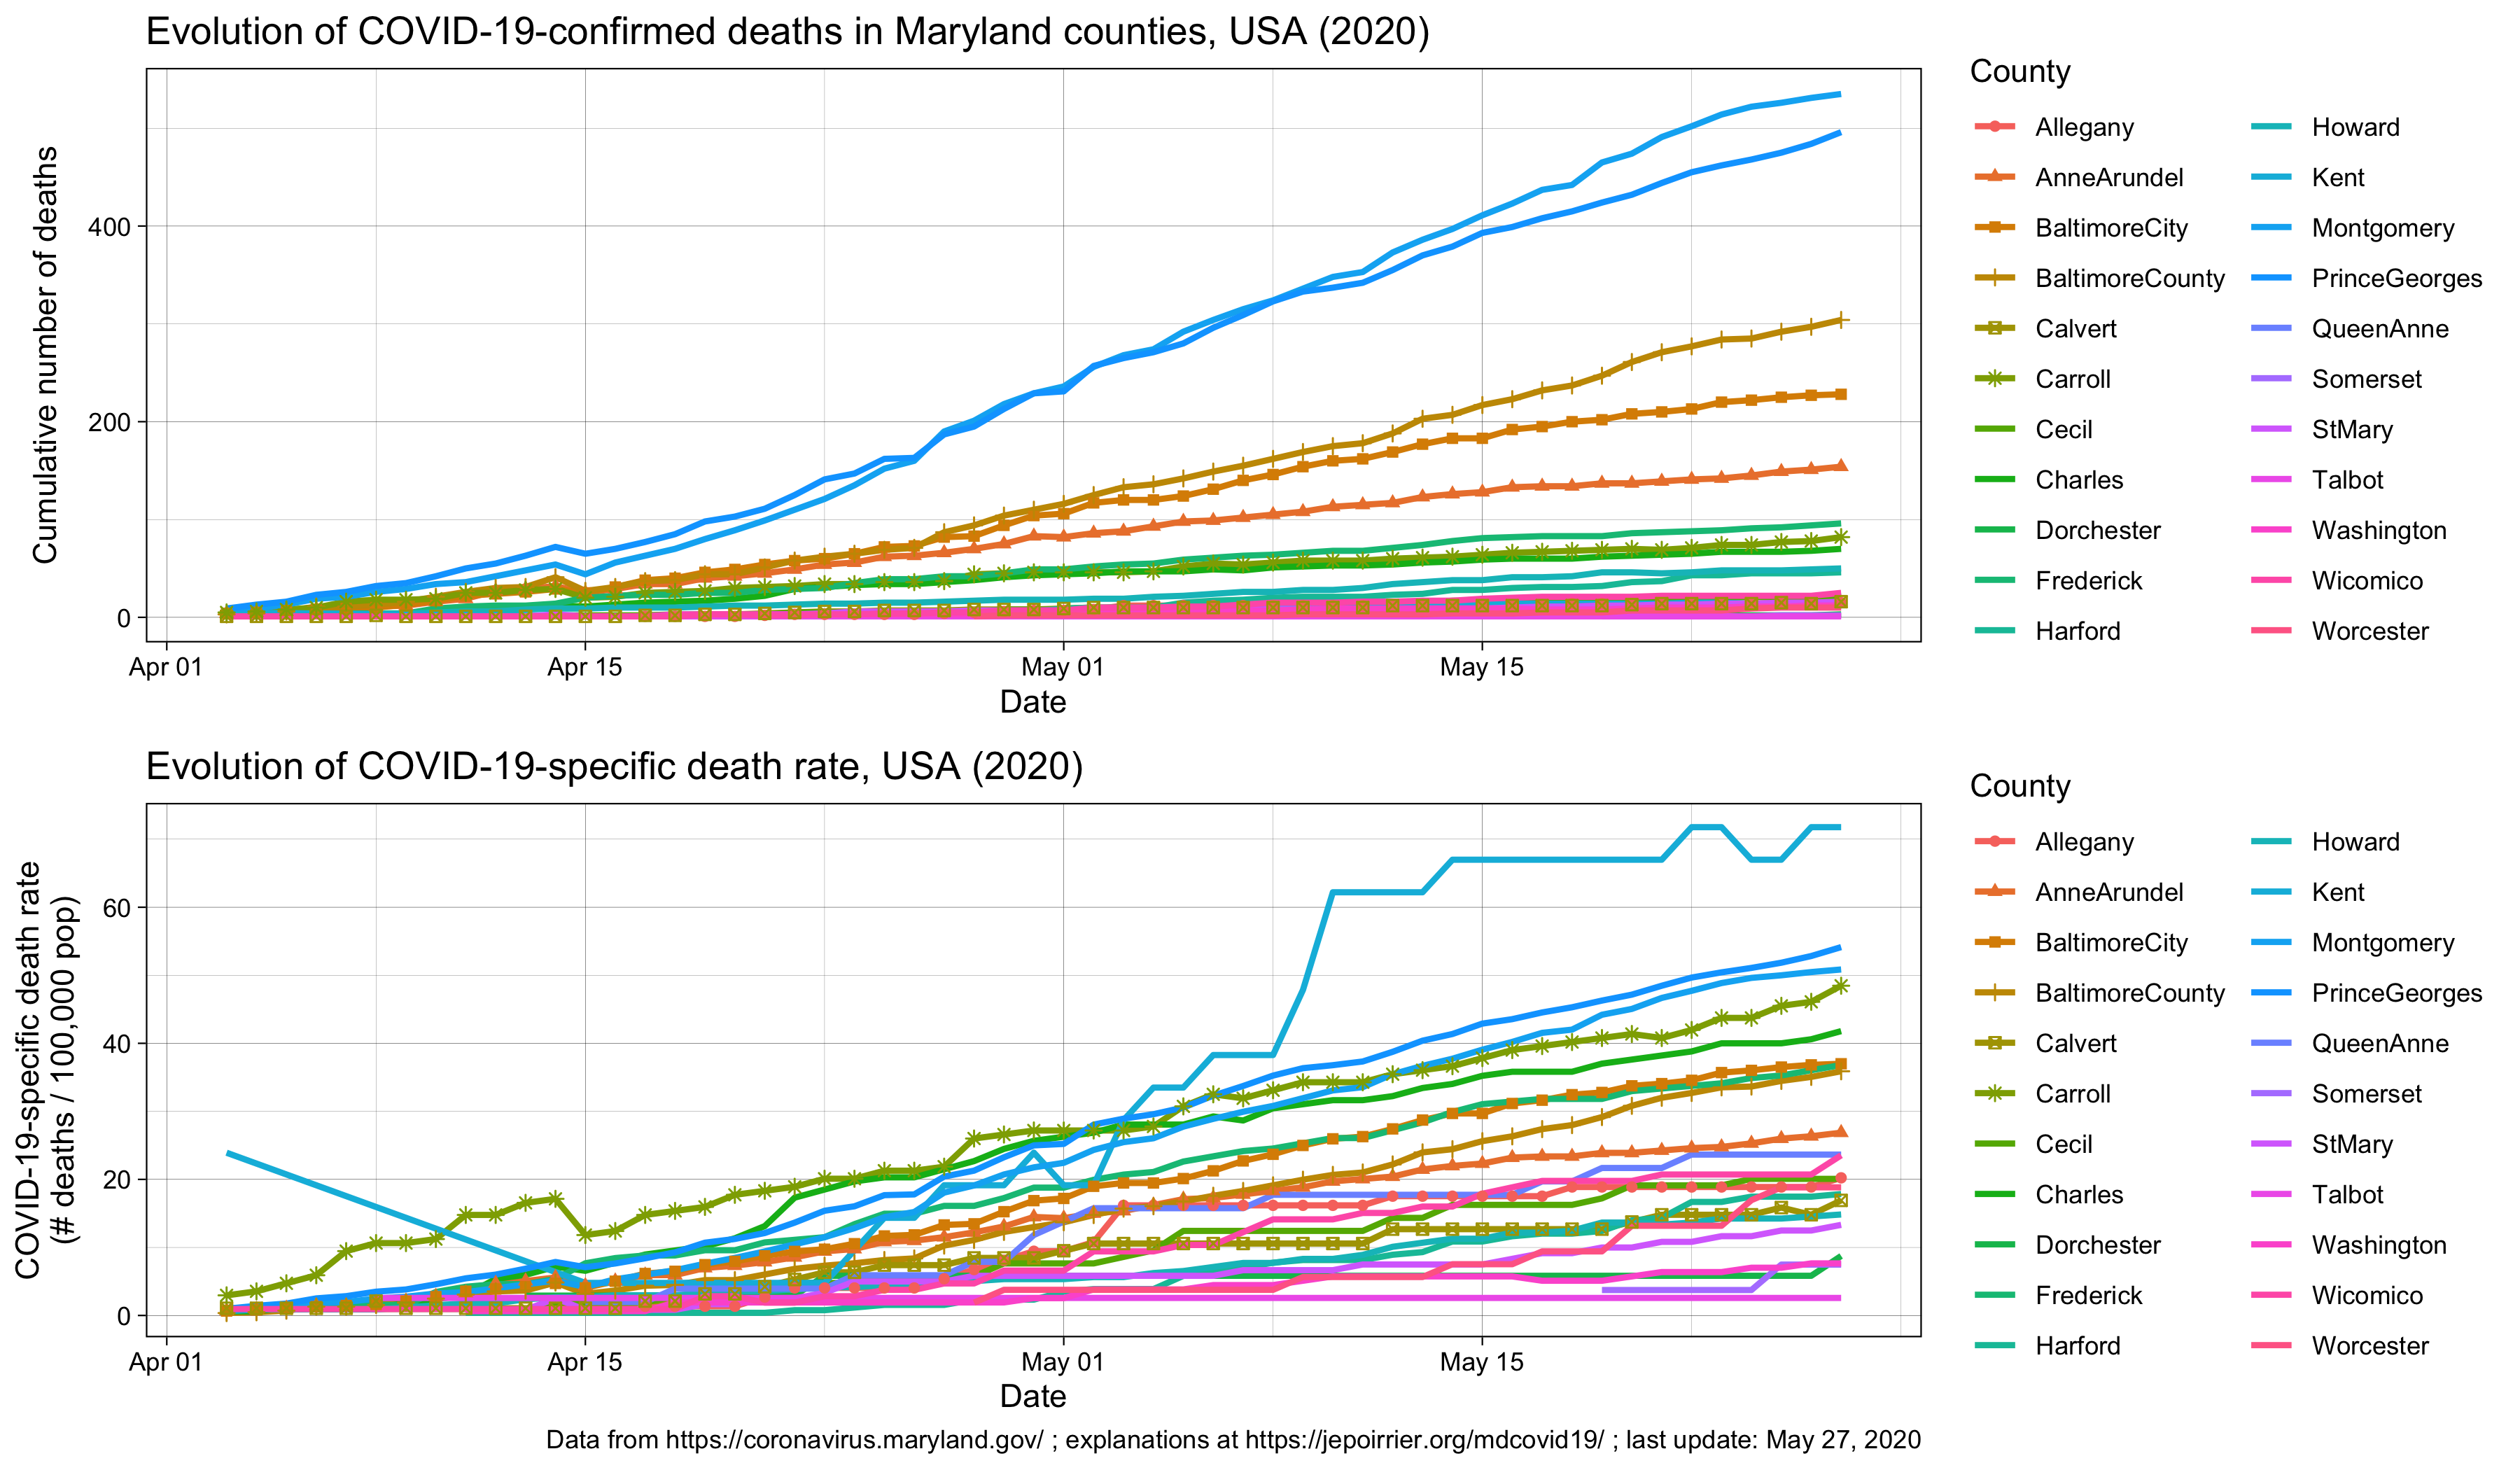 Evolution of COVID-19-confirmed deaths in Maryland counties, USA (2020)
Cumulative number of deaths
400
200
0
Apr 01
Apr 15
May 01
May 15
Date
County
Allegany
AnneArundel
BaltimoreCity
BaltimoreCounty
Calvert
Carroll
Cecil
Charles
Dorchester
Frederick
Harford
Howard
Kent
Montgomery
PrinceGeorges
QueenAnne
Somerset
StMary
Talbot
Washington
Wicomico
Worcester
Evolution of COVID-19-specific death rate, USA (2020)
COVID-19-specific death rate
(# deaths / 100,000 pop)
60
40
20
0
Apr 01
Apr 15
May 01
May 15
Date
County
Allegany
AnneArundel
BaltimoreCity
BaltimoreCounty
Calvert
Carroll
Cecil
Charles
Dorchester
Frederick
Harford
Howard
Kent
Montgomery
PrinceGeorges
QueenAnne
Somerset
StMary
Talbot
Washington
Wicomico
Worcester
Data from https://coronavirus.maryland.gov/ ; explanations at https://jepoirrier.org/mdcovid19/ ; last update: May 27, 2020